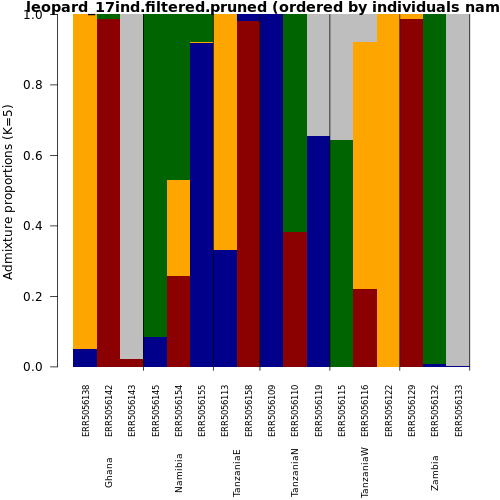 leopard_17ind.filtered.pruned (ordered by individuals nam
Admixture proportions (K=5)
1.0
0.8
0.6
0.4
0.2
0.0
ERR5056138
ERR5056142
ERR5056143
ERR5056145
ERR5056154
ERR5056155
ERR5056113
ERR5056158
ERR5056109
ERR5056110
ERR5056119
ERR5056115
ERR5056116
ERR5056122
ERR5056129
ERR5056132
ERR5056133
Ghana
Namibia
TanzaniaE
TanzaniaN
TanzaniaW
Zambia